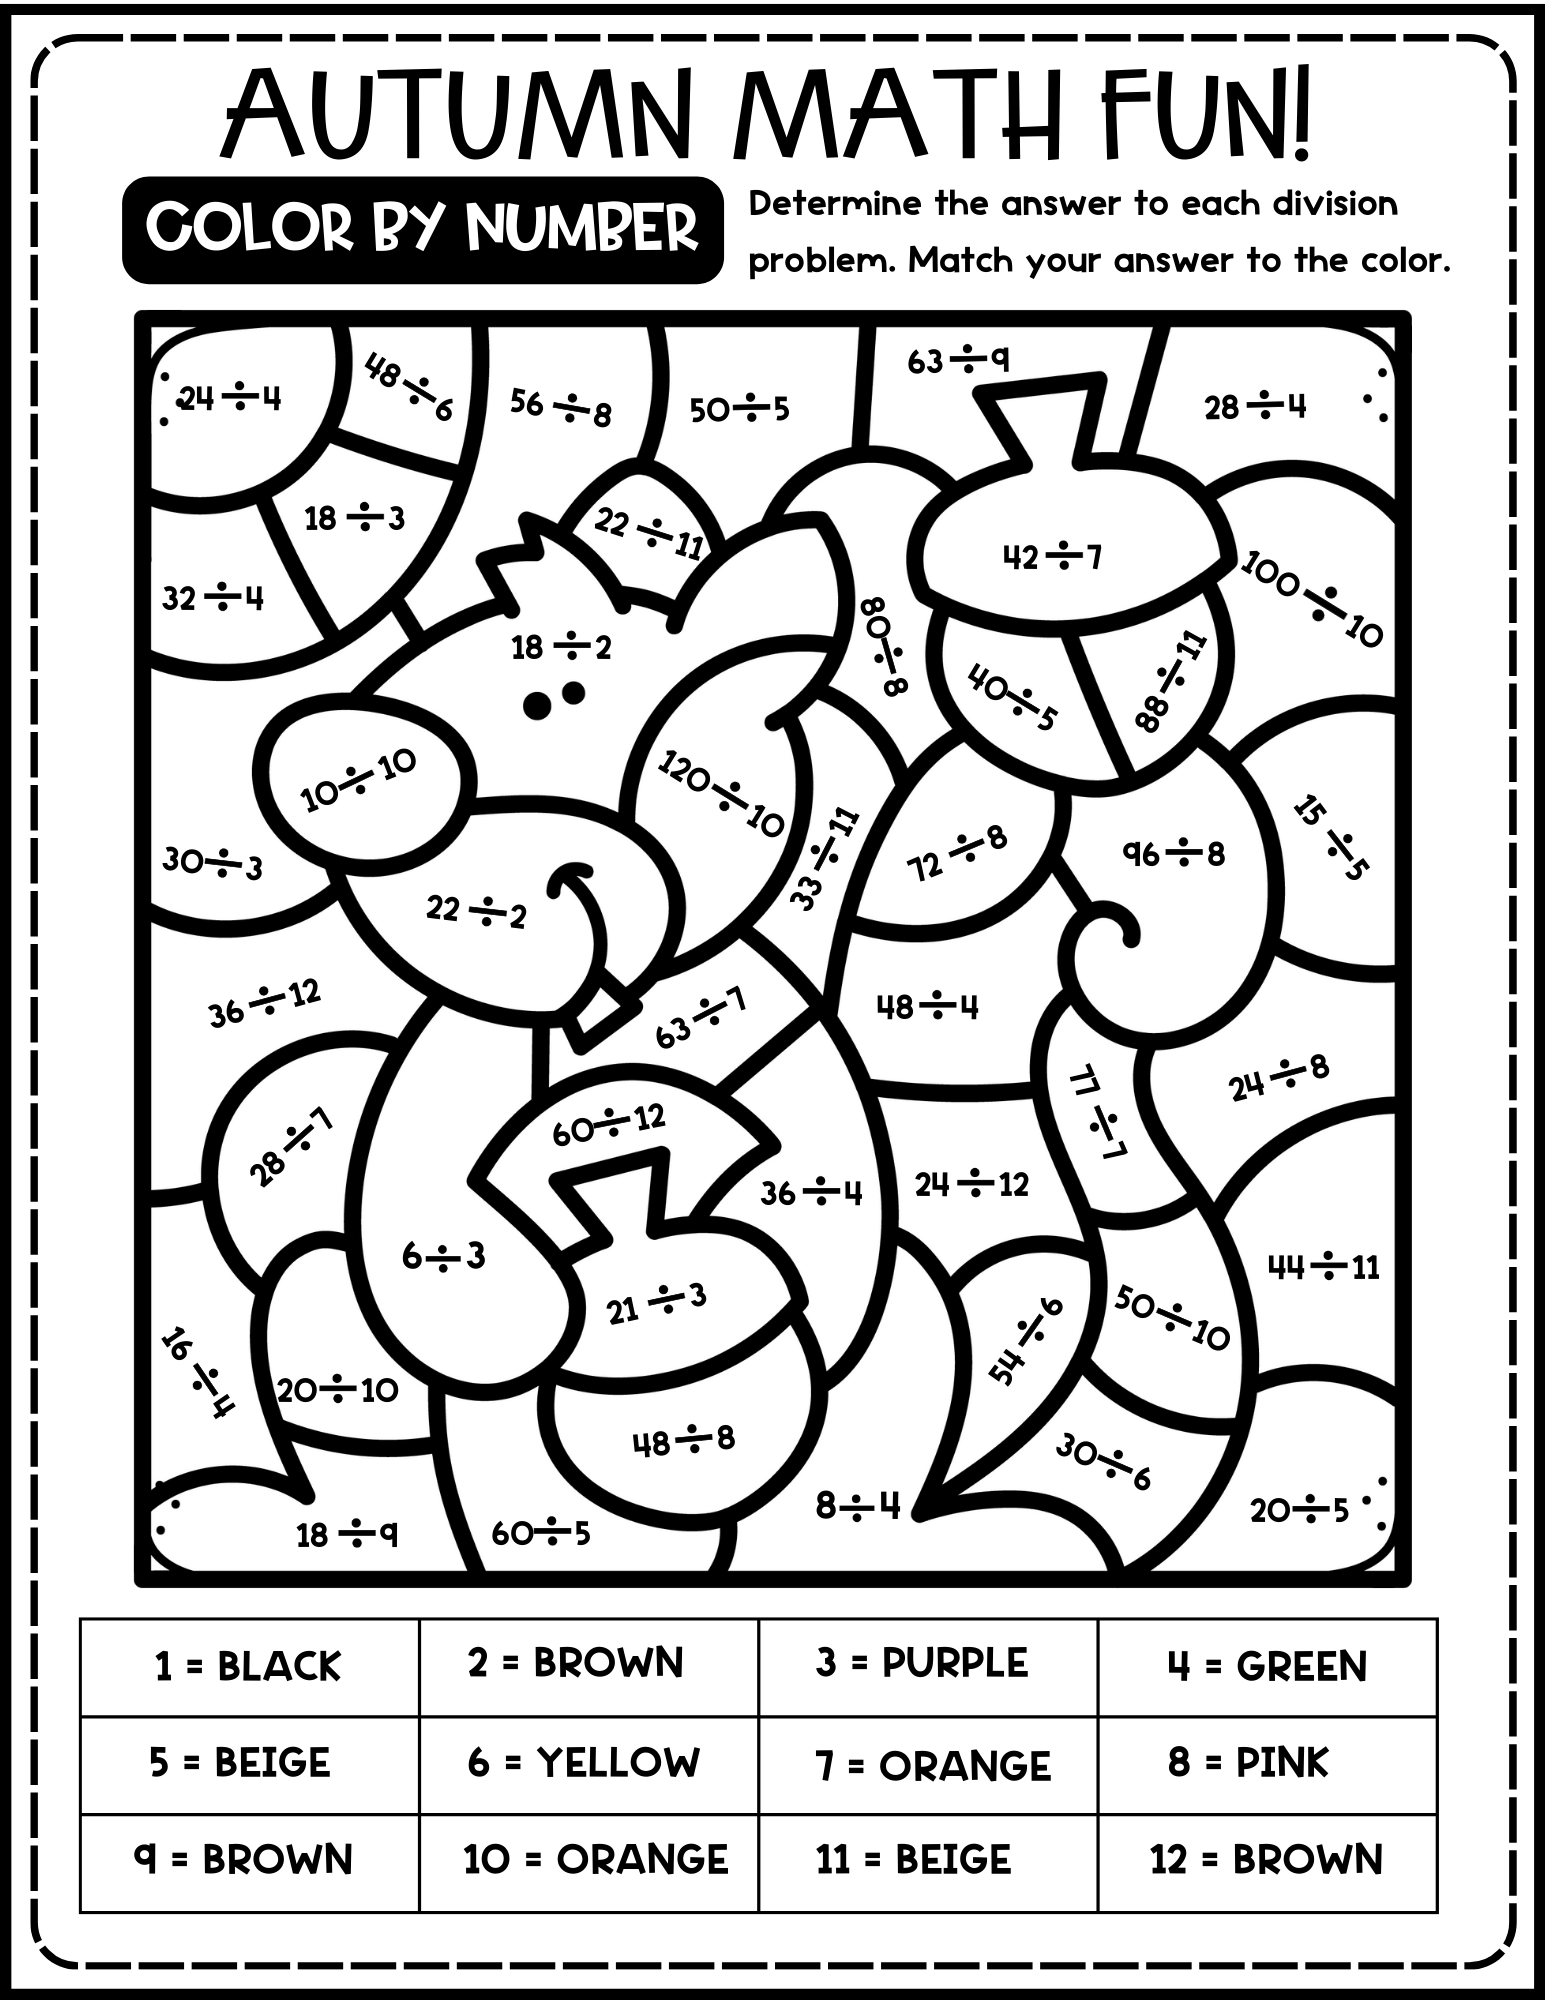 AUTUMN MATH FUN!
COLOR BY NUMBER
Determine the answer to each division
problem. Match your answer to the color.
24÷4
48÷6
56÷8
50÷5
63÷9
28÷4
18÷3
22÷11
42÷7
100÷10
32÷4
18÷2
80÷8
40÷5
88÷11
10÷10
120÷10
33÷11
72÷8
96÷8
15÷5
30÷3
22÷2
36÷12
63÷7
48÷4
24÷8
77÷7
28÷7
60÷12
36÷4
24÷12
6÷3
21÷3
44÷11
50÷10
54÷6
16÷4
20÷10
48÷8
30÷6
18÷9
60÷5
8÷4
20÷5
1 = BLACK
2 = BROWN
3 = PURPLE
4 = GREEN
5 = BEIGE
6 = YELLOW
7 = ORANGE
8 = PINK
9 = BROWN
10 = ORANGE
11 = BEIGE
12 = BROWN